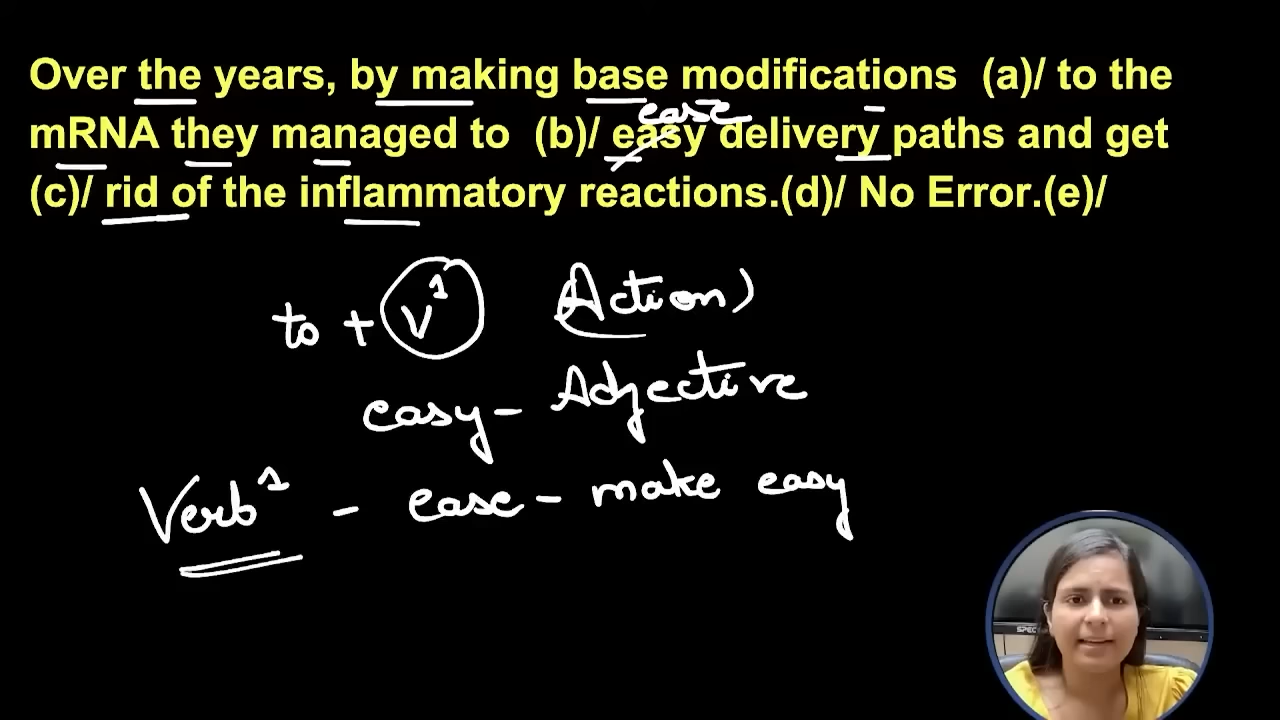 Over the years, by making base modifications (a)/ to the
ease
mRNA they managed to (b)/ easy delivery paths and get
(c)/ rid of the inflammatory reactions.(d)/ No Error.(e)/
to + V1 (Action)
easy - Adjective
Verb1 - ease - make easy